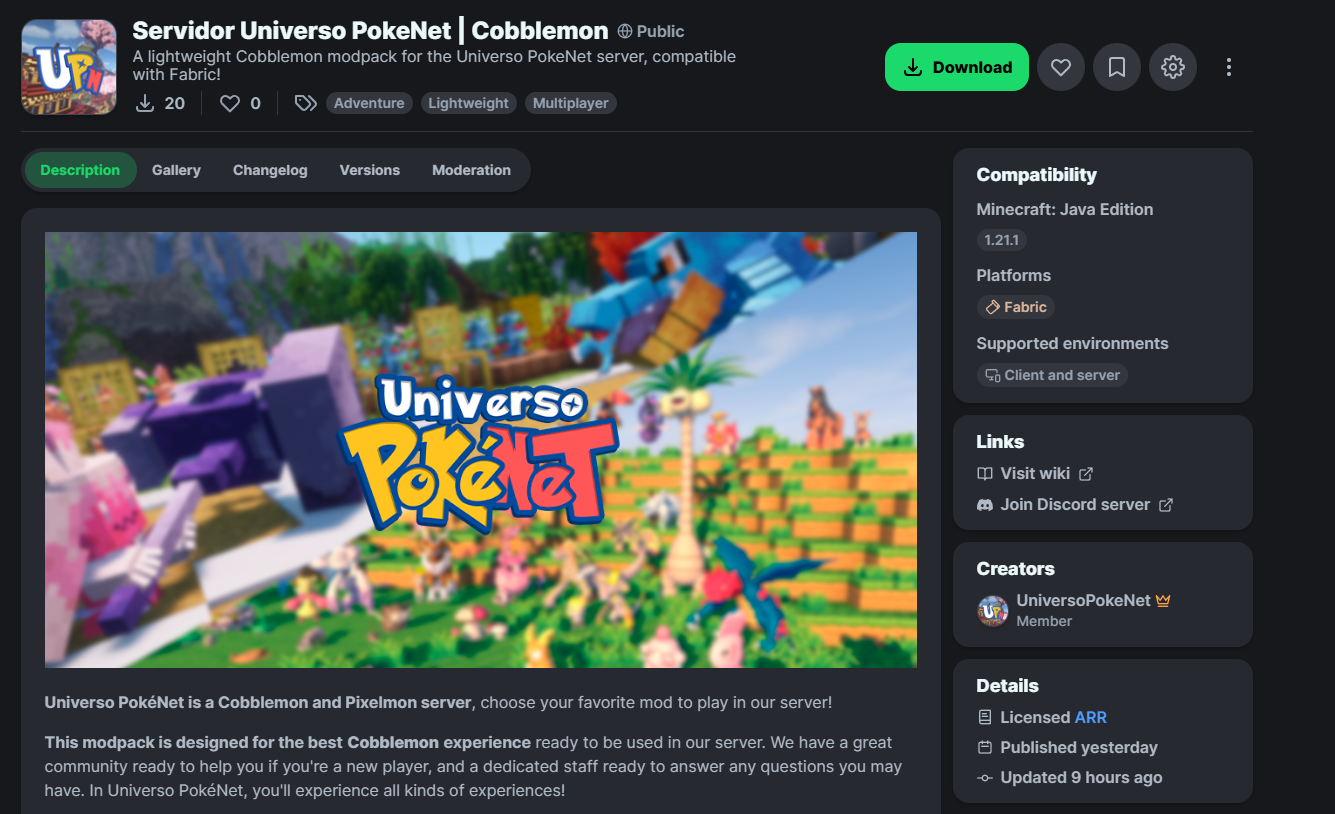 UPN
Servidor Universo PokeNet | Cobblemon Public
A lightweight Cobblemon modpack for the Universo PokeNet server, compatible
with Fabric!
20 0 Adventure Lightweight Multiplayer
Download
Description Gallery Changelog Versions Moderation
Universo
PokéNet
Universo PokéNet is a Cobblemon and Pixelmon server, choose your favorite mod to play in our server!
This modpack is designed for the best Cobblemon experience ready to be used in our server. We have a great
community ready to help you if you're a new player, and a dedicated staff ready to answer any questions you may
have. In Universo PokéNet, you'll experience all kinds of experiences!
Compatibility
Minecraft: Java Edition
1.21.1
Platforms
Fabric
Supported environments
Client and server
Links
Visit wiki
Join Discord server
Creators
UPN
UniversoPokeNet
Member
Details
Licensed ARR
Published yesterday
Updated 9 hours ago